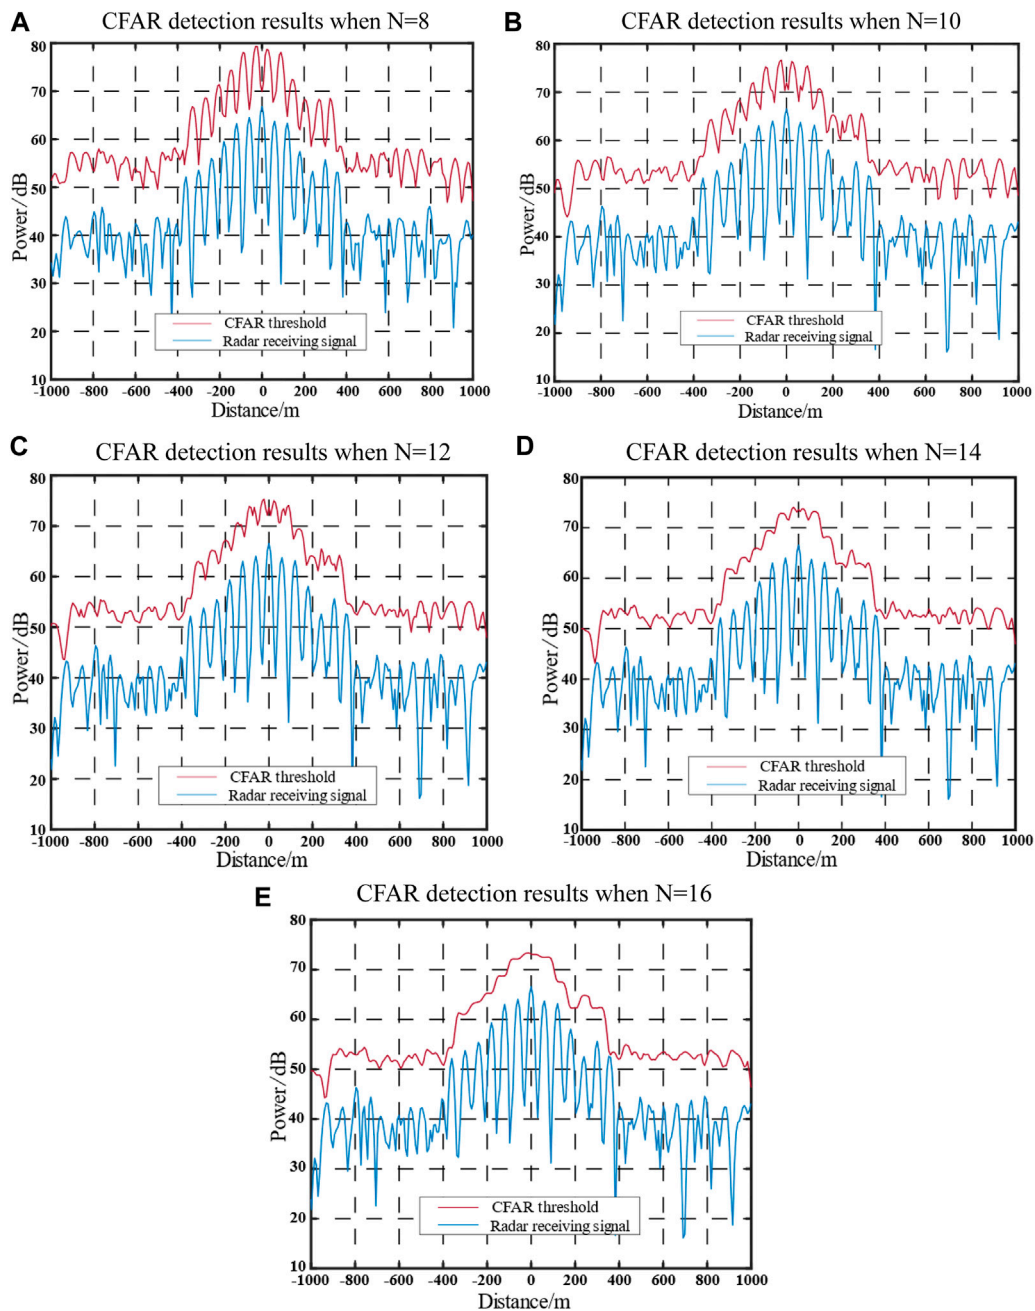 A
CFAR detection results when N=8
80
70
60
50
40
30
20
10
Power/dB
CFAR threshold
Radar receiving signal
-1000 -800 -600 -400 -200 0 200 400 600 800 1000
Distance/m
B
CFAR detection results when N=10
80
70
60
50
40
30
20
10
Power/dB
CFAR threshold
Radar receiving signal
-1000 -800 -600 -400 -200 0 200 400 600 800 1000
Distance/m
C
CFAR detection results when N=12
80
70
60
50
40
30
20
10
Power/dB
CFAR threshold
Radar receiving signal
-1000 -800 -600 -400 -200 0 200 400 600 800 1000
Distance/m
D
CFAR detection results when N=14
80
70
60
50
40
30
20
10
Power/dB
CFAR threshold
Radar receiving signal
-1000 -800 -600 -400 -200 0 200 400 600 800 1000
Distance/m
E
CFAR detection results when N=16
80
70
60
50
40
30
20
10
Power/dB
CFAR threshold
Radar receiving signal
-1000 -800 -600 -400 -200 0 200 400 600 800 1000
Distance/m